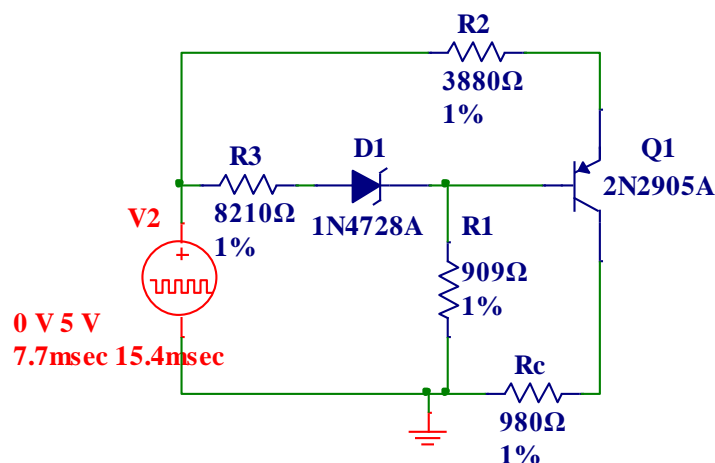 R2
3880Ω
1%
R3
8210Ω
1%
D1
1N4728A
Q1
2N2905A
V2
+
0 V 5 V
7.7msec 15.4msec
R1
909Ω
1%
Rc
980Ω
1%